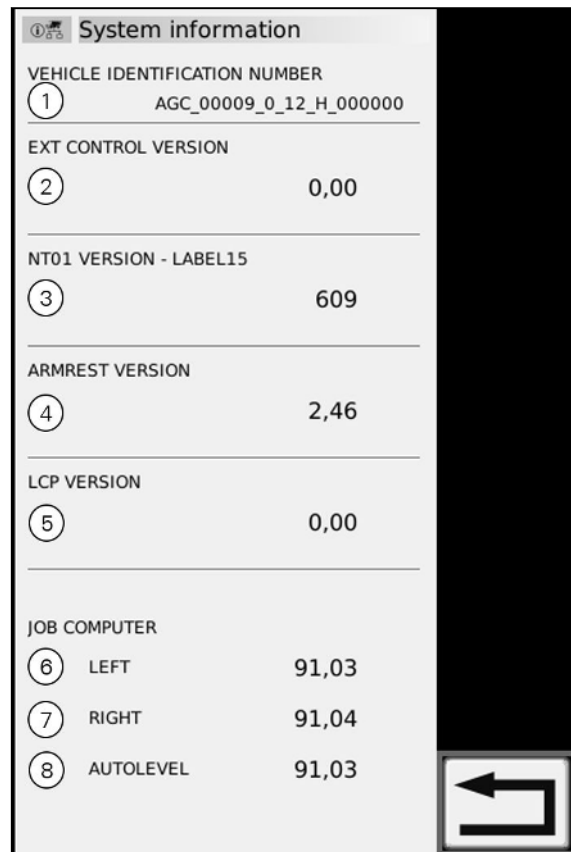 System information
VEHICLE IDENTIFICATION NUMBER
1 AGC_00009_0_12_H_000000
EXT CONTROL VERSION
2 0,00
NT01 VERSION - LABEL15
3 609
ARMREST VERSION
4 2,46
LCP VERSION
5 0,00
JOB COMPUTER
6 LEFT 91,03
7 RIGHT 91,04
8 AUTOLEVEL 91,03